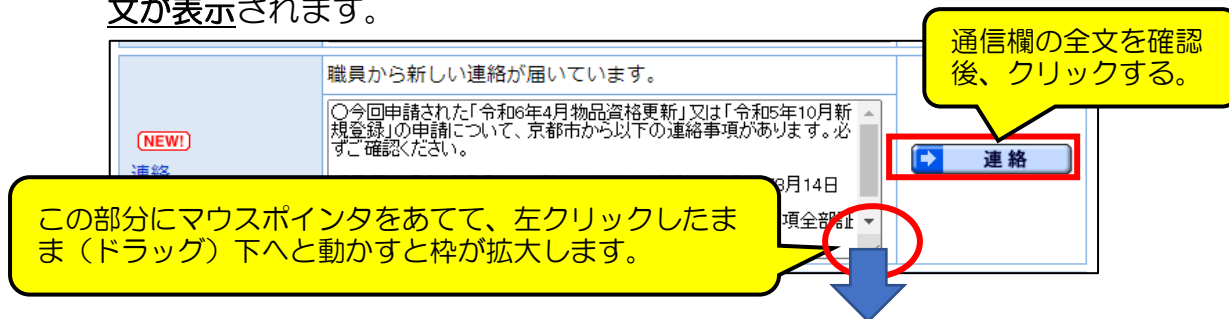 文が表示されます。
通信欄の全文を確認
後、クリックする。
職員から新しい連絡が届いています。
〇今回申請された「令和6年4月物品資格更新」又は「令和5年10月新
規登録」の申請について、京都市から以下の連絡事項があります。必
ずご確認ください。
NEW!
連絡
連絡
月14日
この部分にマウスポインタをあてて、左クリックしたま
ま（ドラッグ）下へと動かすと枠が拡大します。
項全部